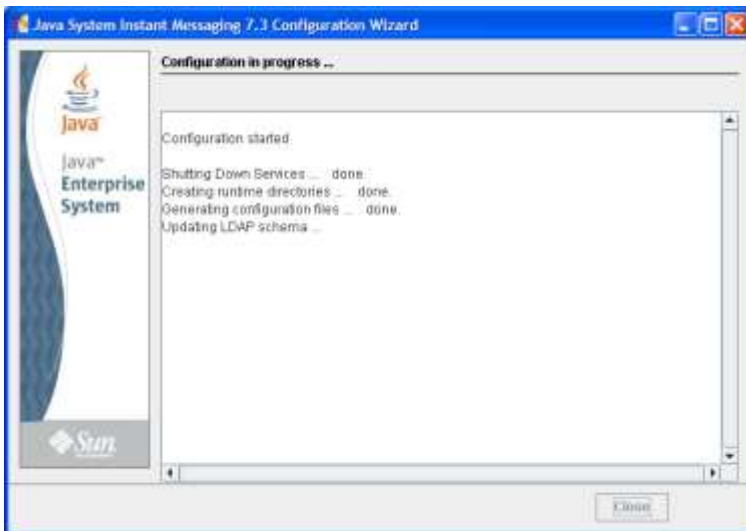 Java System Instant Messaging 7.3 Configuration Wizard
Configuration in progress ...
Java
Java™
Enterprise
System
Configuration started
Shutting Down Services ... done.
Creating runtime directories ... done.
Generating configuration files ... done.
Updating LDAP schema ...
Sun
Close